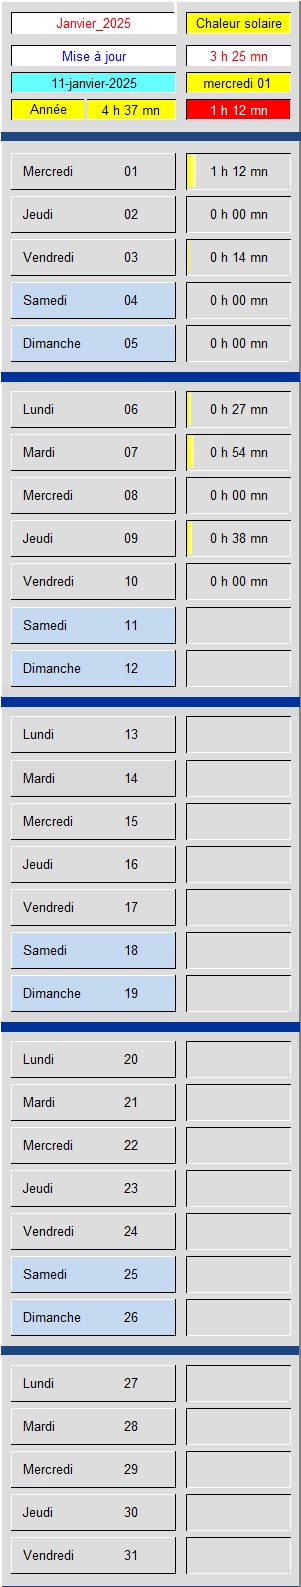 Janvier_2025 Chaleur solaire
Mise à jour 3 h 25 mn
11-janvier-2025 mercredi 01
Année 4 h 37 mn 1 h 12 mn
Mercredi 01 1 h 12 mn
Jeudi 02 0 h 00 mn
Vendredi 03 0 h 14 mn
Samedi 04 0 h 00 mn
Dimanche 05 0 h 00 mn
Lundi 06 0 h 27 mn
Mardi 07 0 h 54 mn
Mercredi 08 0 h 00 mn
Jeudi 09 0 h 38 mn
Vendredi 10 0 h 00 mn
Samedi 11
Dimanche 12
Lundi 13
Mardi 14
Mercredi 15
Jeudi 16
Vendredi 17
Samedi 18
Dimanche 19
Lundi 20
Mardi 21
Mercredi 22
Jeudi 23
Vendredi 24
Samedi 25
Dimanche 26
Lundi 27
Mardi 28
Mercredi 29
Jeudi 30
Vendredi 31